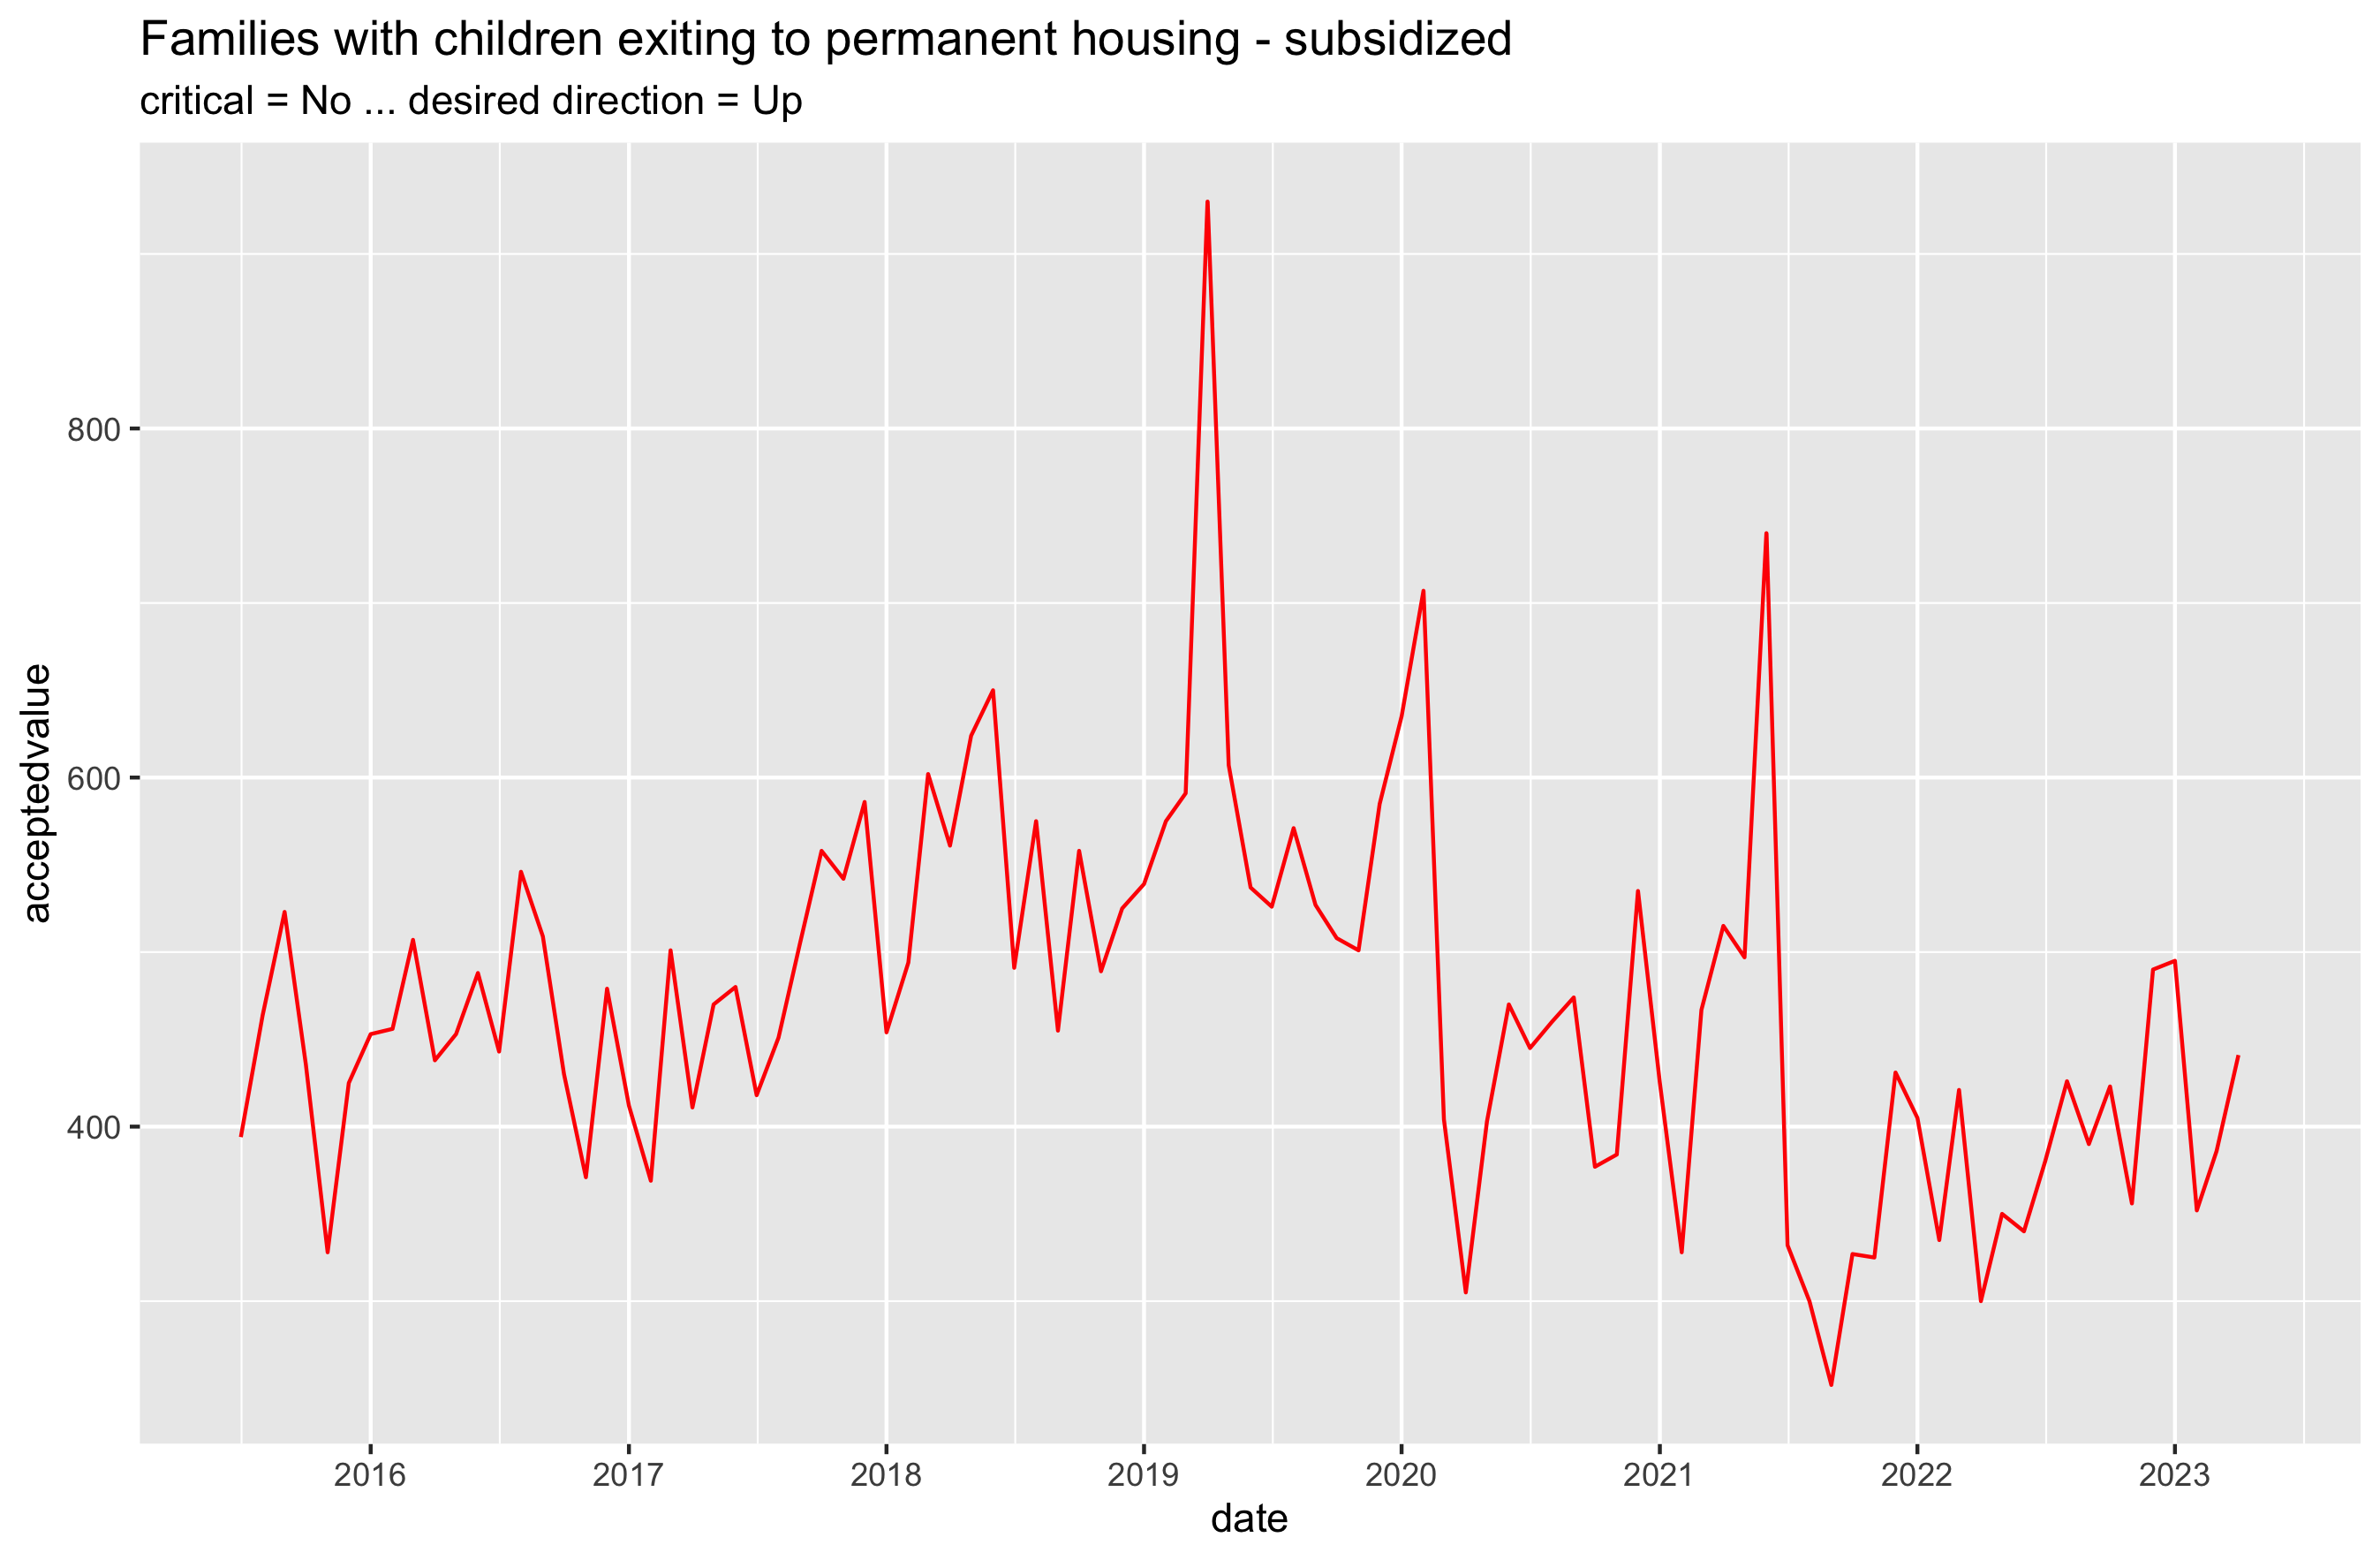 Families with children exiting to permanent housing - subsidized
critical = No ... desired direction = Up
acceptedvalue
800
600
400
2016 2017 2018 2019 2020 2021 2022 2023
date